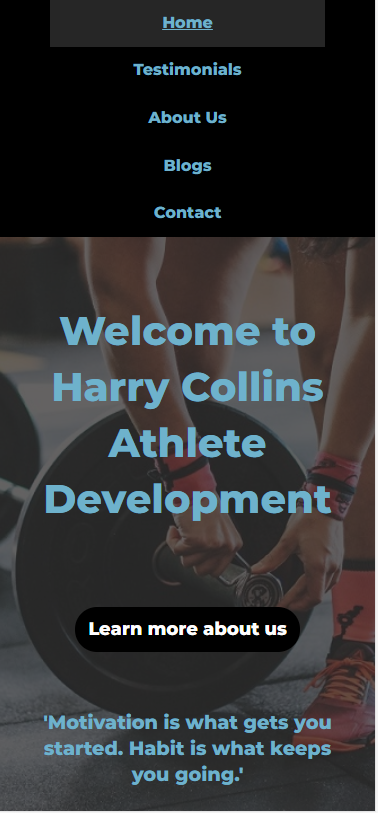 Home
Testimonials
About Us
Blogs
Contact
Welcome to
Harry Collins
Athlete
Development
Learn more about us
'Motivation is what gets you
started. Habit is what keeps
you going.'